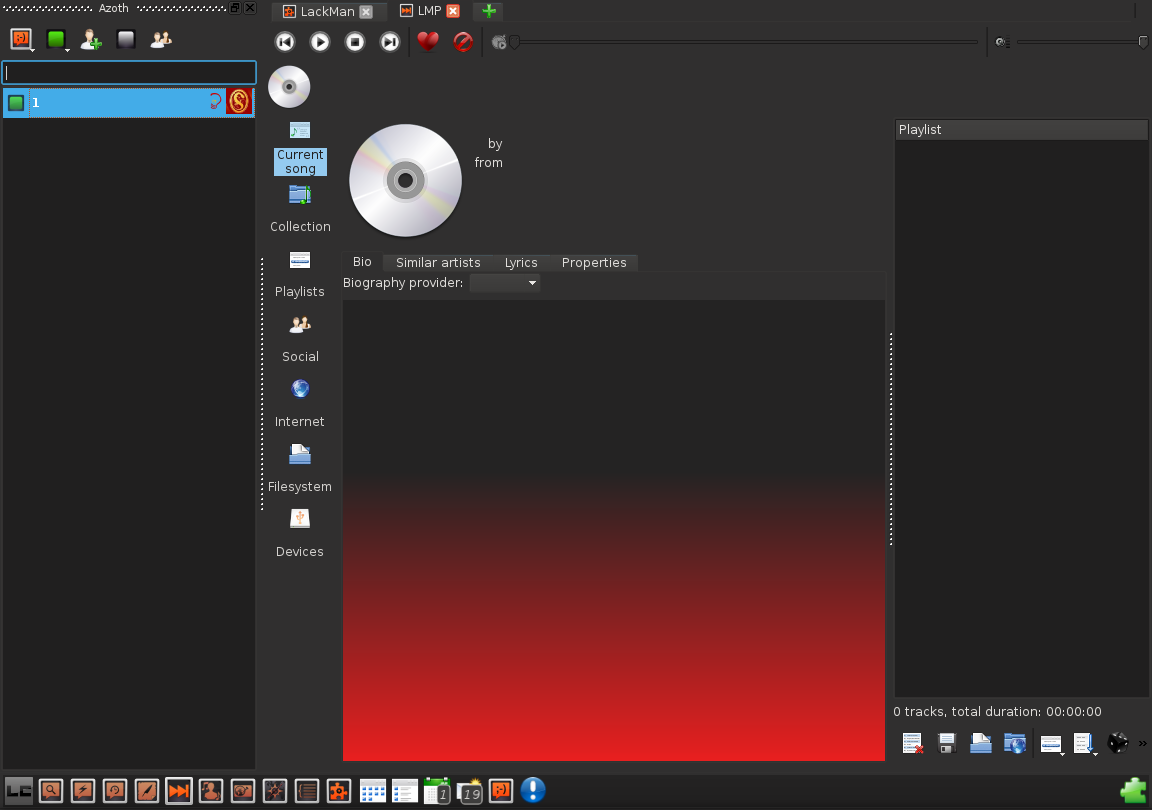 Azoth
LackMan
LMP
1
Current
song
Collection
Playlists
Social
Internet
Filesystem
Devices
by
from
Bio
Similar artists
Lyrics
Properties
Biography provider:
Playlist
0 tracks, total duration: 00:00:00
»
LC
1
19